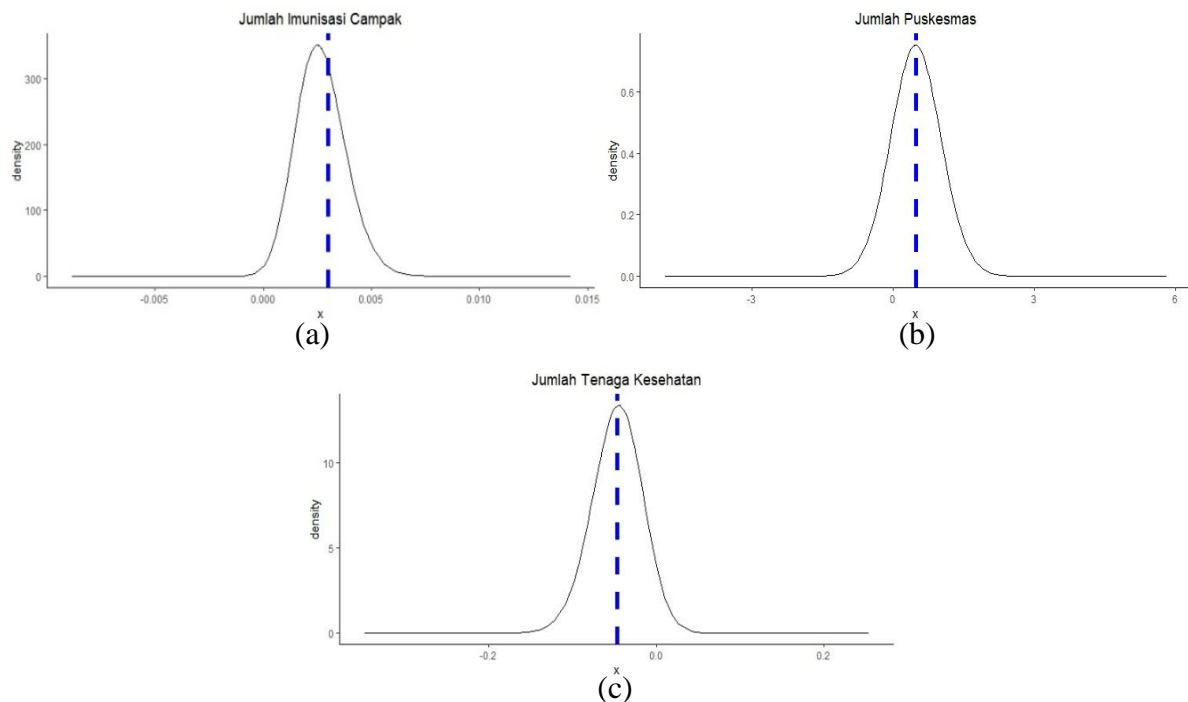 Jumlah Imunisasi Campak
density
300
200
100
0
-0.005
0.000
0.005
0.010
0.015
x
(a)
Jumlah Puskesmas
density
0.6
0.4
0.2
0.0
-3
0
3
6
x
(b)
Jumlah Tenaga Kesehatan
density
10
5
0
-0.2
0.0
0.2
x
(c)